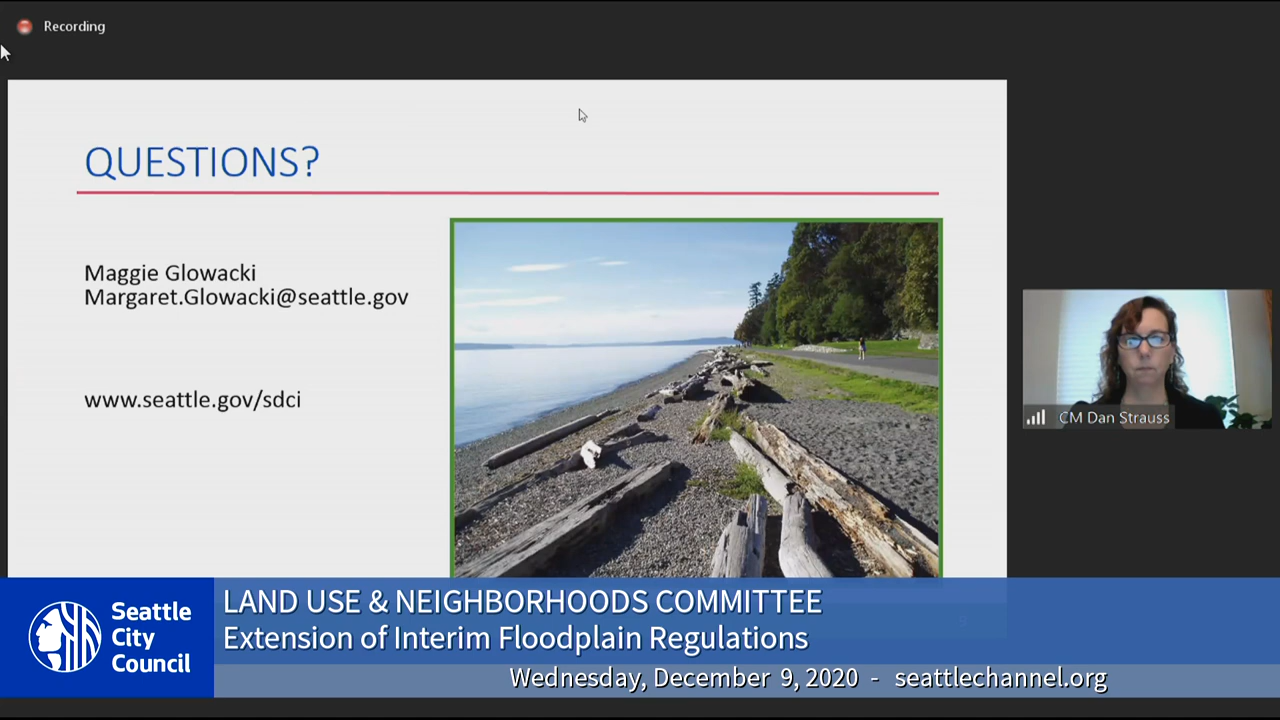 Recording
QUESTIONS?
Maggie Glowacki
Margaret.Glowacki@seattle.gov
www.seattle.gov/sdci
CM Dan Strauss
Seattle
City
Council
LAND USE & NEIGHBORHOODS COMMITTEE
Extension of Interim Floodplain Regulations
Wednesday, December 9, 2020 - seattlechannel.org